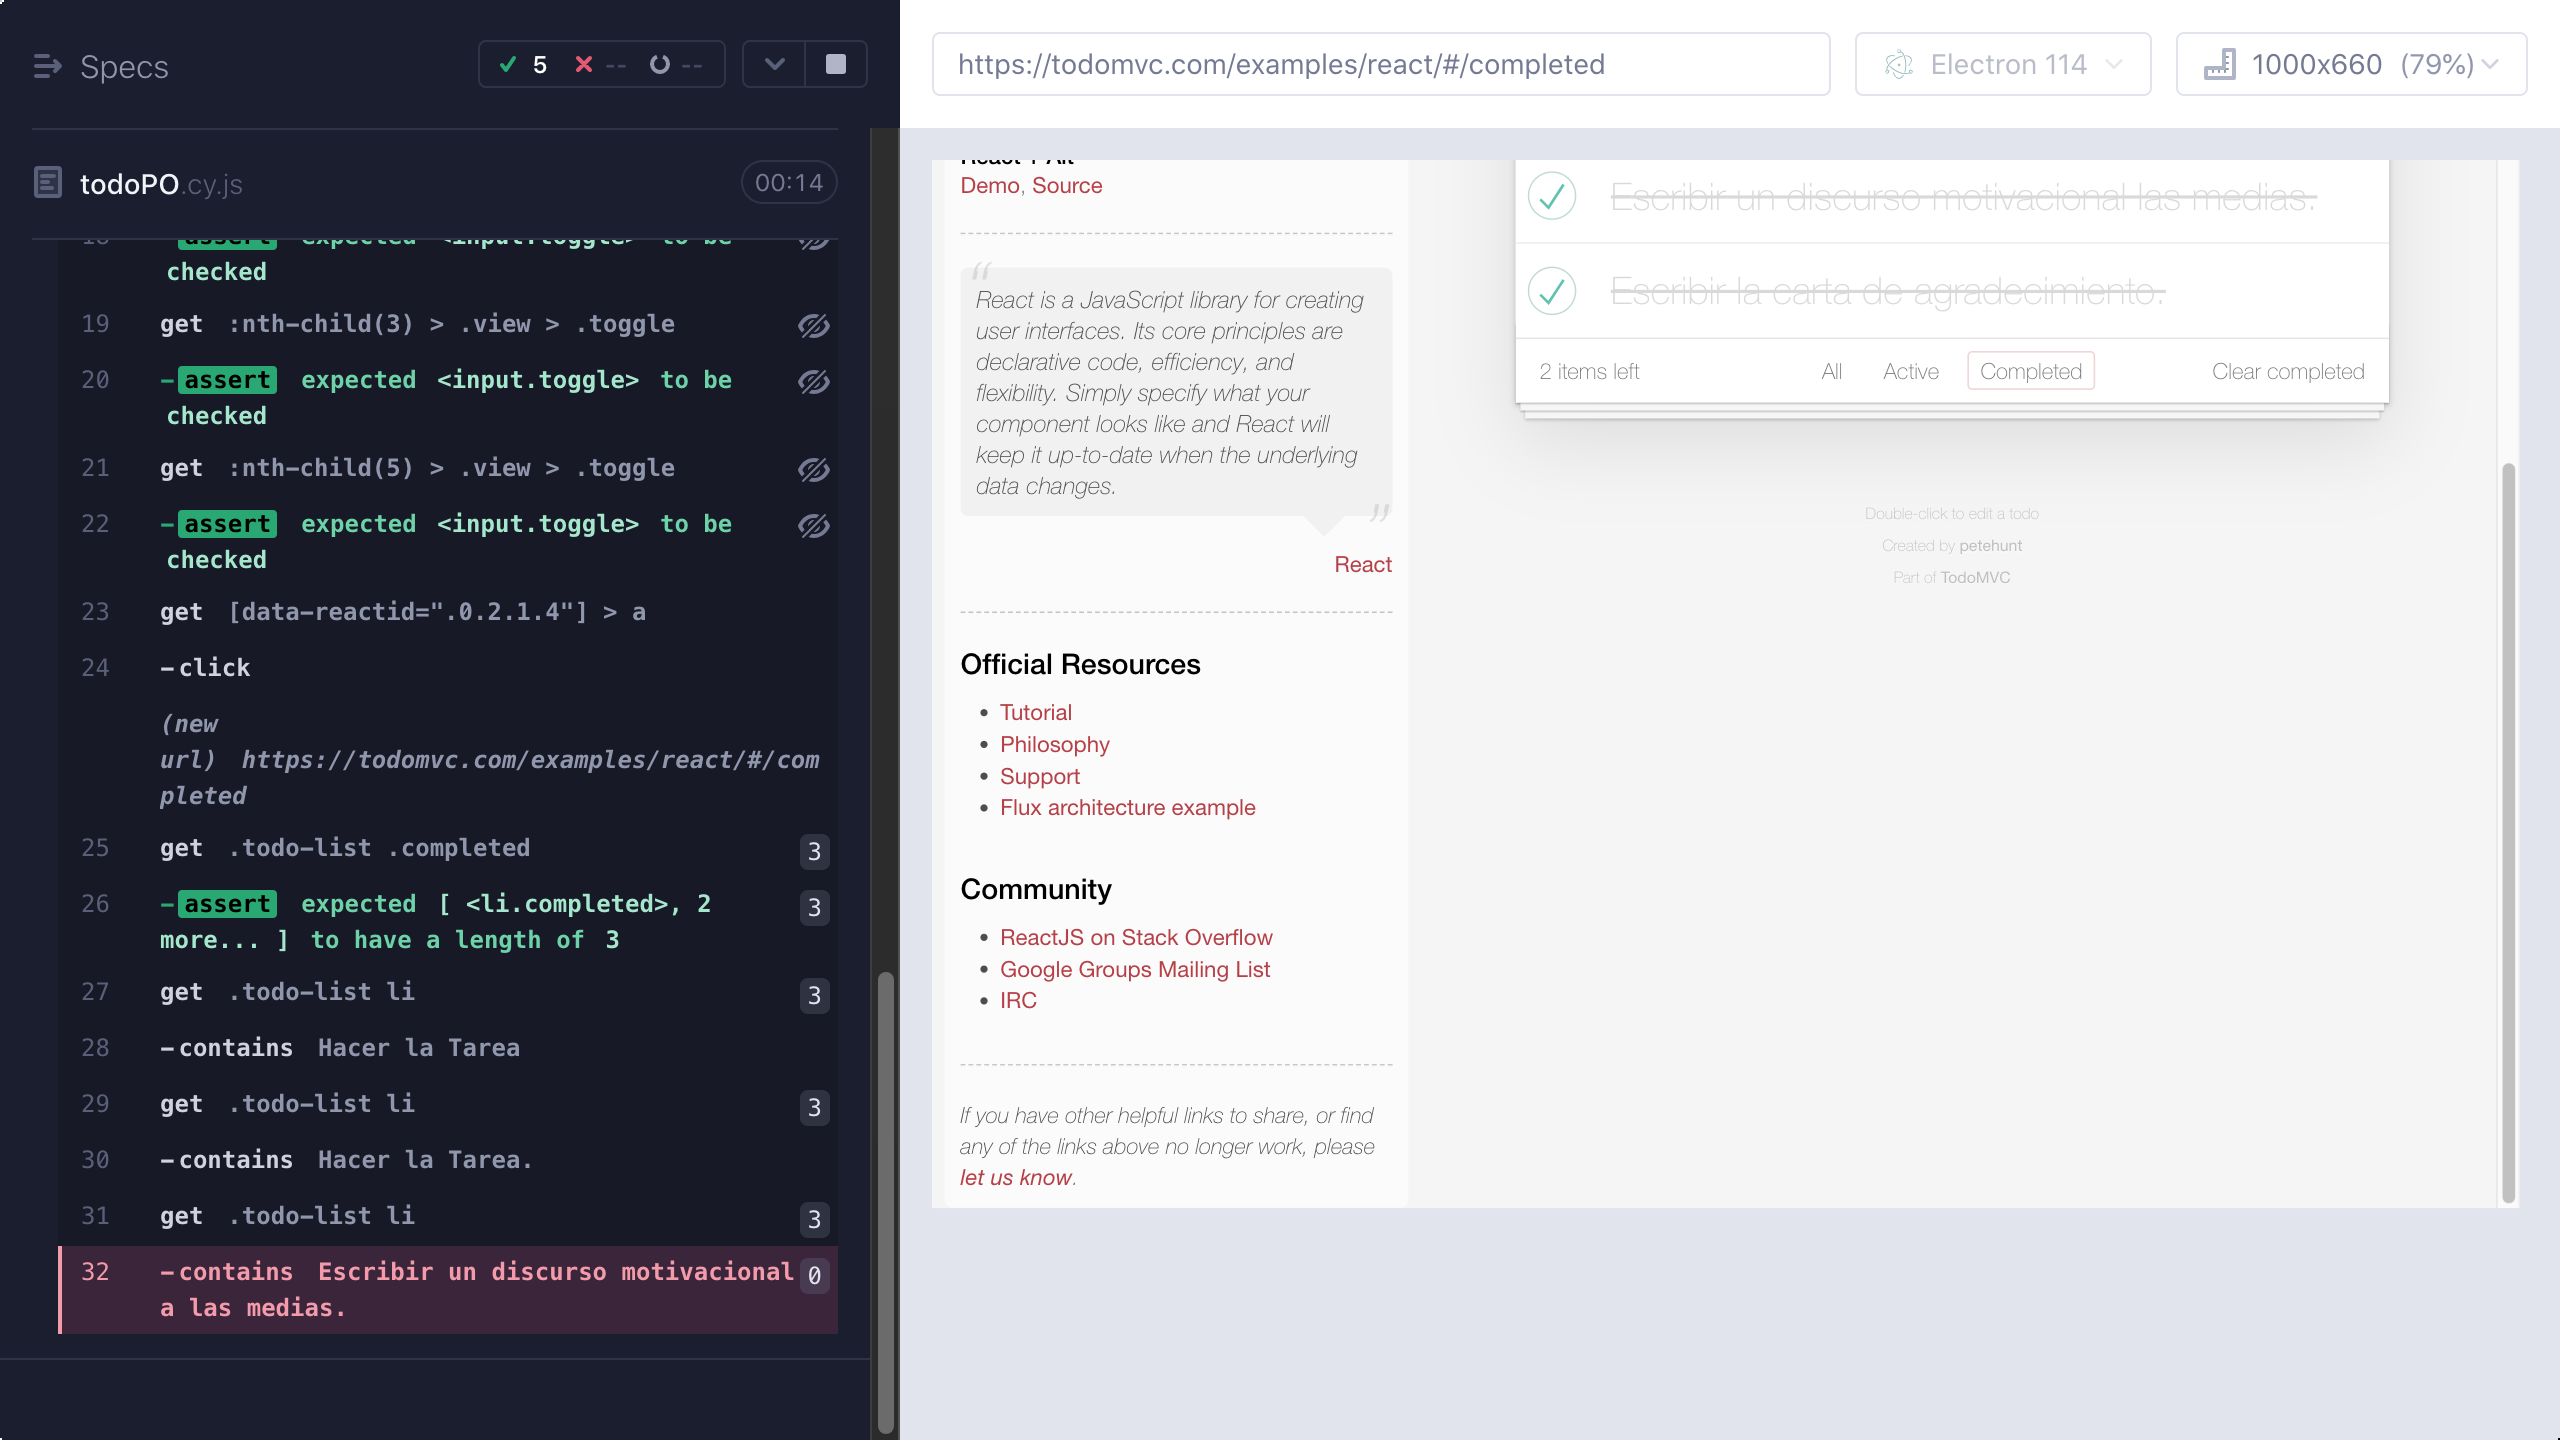 Specs
5 -- --
todoPO.cy.js 00:14
18 -assert expected <input.toggle> to be
checked
19 get :nth-child(3) > .view > .toggle
20 -assert expected <input.toggle> to be
checked
21 get :nth-child(5) > .view > .toggle
22 -assert expected <input.toggle> to be
checked
23 get [data-reactid=".0.2.1.4"] > a
24 -click
(new
url) https://todomvc.com/examples/react/#/com
pleted
25 get .todo-list .completed 3
26 -assert expected [ <li.completed>, 2 3
more... ] to have a length of 3
27 get .todo-list li 3
28 -contains Hacer la Tarea
29 get .todo-list li 3
30 -contains Hacer la Tarea.
31 get .todo-list li 3
32 -contains Escribir un discurso motivacional 0
a las medias.
https://todomvc.com/examples/react/#/completed
Electron 114
1000x660 (79%)
React + Alt
Demo, Source
“
React is a JavaScript library for creating
user interfaces. Its core principles are
declarative code, efficiency, and
flexibility. Simply specify what your
component looks like and React will
keep it up-to-date when the underlying
data changes.
”
React
Official Resources
• Tutorial
• Philosophy
• Support
• Flux architecture example
Community
• ReactJS on Stack Overflow
• Google Groups Mailing List
• IRC
If you have other helpful links to share, or find
any of the links above no longer work, please
let us know.
Escribir un discurso motivacional las medias.
Escribir la carta de agradecimiento.
2 items left All Active Completed Clear completed
Double-click to edit a todo
Created by petehunt
Part of TodoMVC